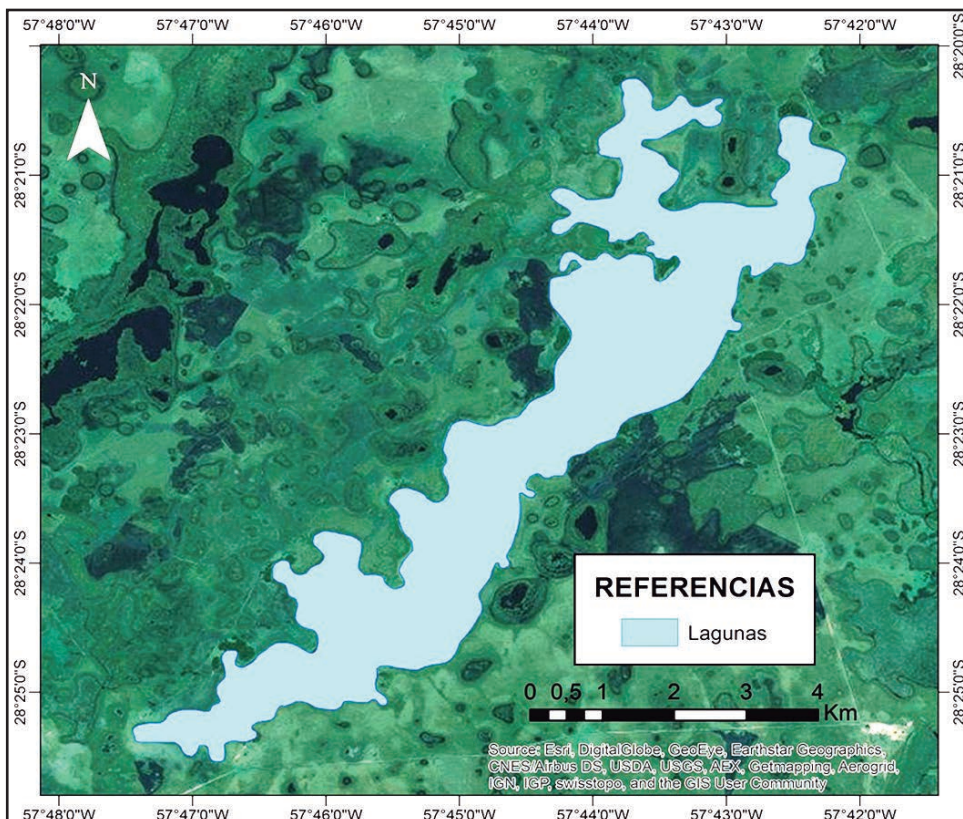 57°48'0"W 57°47'0"W 57°46'0"W 57°45'0"W 57°44'0"W 57°43'0"W 57°42'0"W
28°20'0"S 28°20'0"S
N
28°21'0"S 28°21'0"S
28°22'0"S 28°22'0"S
28°23'0"S 28°23'0"S
28°24'0"S 28°24'0"S
REFERENCIAS
Lagunas
28°25'0"S 28°25'0"S
0 0,5 1 2 3 4
Km
Source: Esri, DigitalGlobe, GeoEye, Earthstar Geographics,
CNES/Airbus DS, USDA, USGS, AEX, Getmapping, Aerogrid,
IGN, IGP, swisstopo, and the GIS User Community
57°48'0"W 57°47'0"W 57°46'0"W 57°45'0"W 57°44'0"W 57°43'0"W 57°42'0"W